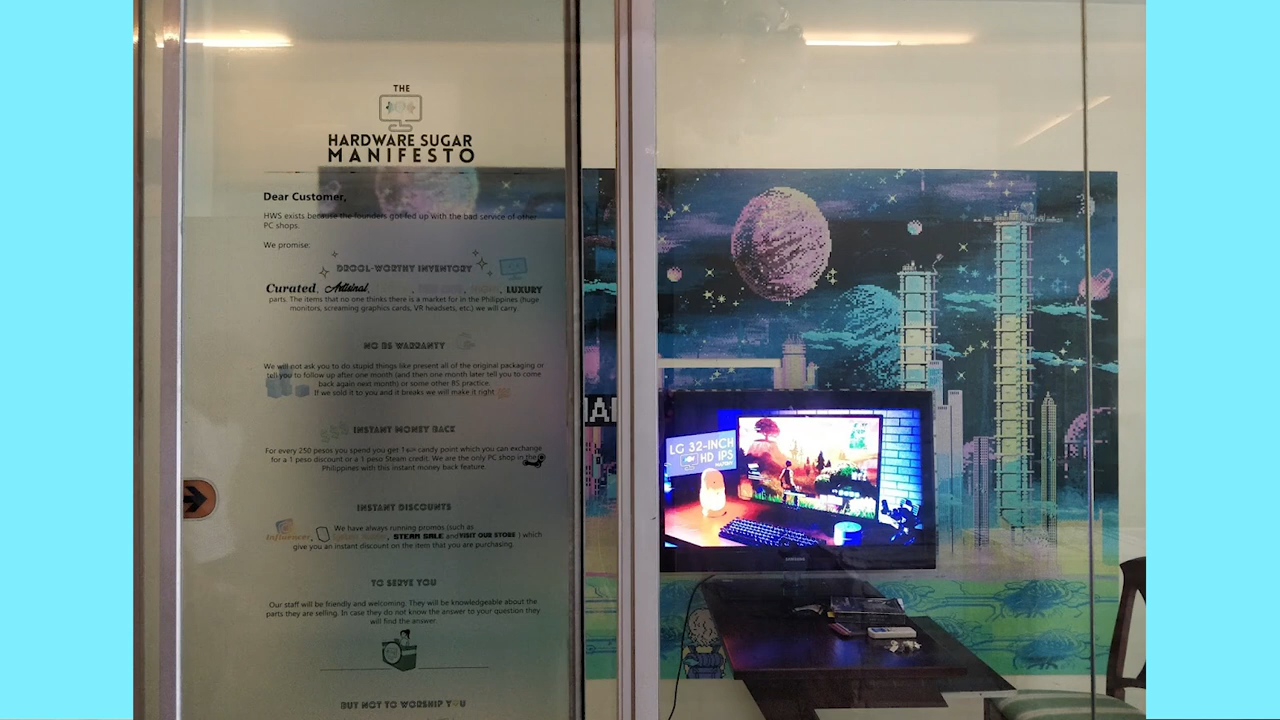 THE
HARDWARE SUGAR
MANIFESTO
Dear Customer,
HWS exists because the founders got fed up with the bad service of other
PC shops.
We promise:
DROOL-WORTHY INVENTORY
Curated, Artisinal, LUXURY
parts. The items that no one thinks there is a market for in the Philippines (huge
monitors, screaming graphics cards, VR headsets, etc.) we will carry.
NO BS WARRANTY
We will not ask you to do stupid things like present all of the original packaging or
tell you to follow up after one month (and then one month later tell you to come
back again next month) or some other BS practice.
If we sold it to you and it breaks we will make it right
INSTANT MONEY BACK
For every 250 pesos you spend you get 1 candy point which you can exchange
for a 1 peso discount or a 1 peso Steam credit. We are the only PC shop in the
Philippines with this instant money back feature.
INSTANT DISCOUNTS
We have always running promos (such as
Influencer, STEAM SALE and VISIT OUR STORE) which
give you an instant discount on the item that you are purchasing.
TO SERVE YOU
Our staff will be friendly and welcoming. They will be knowledgeable about the
parts they are selling. In case they do not know the answer to your question they
will find the answer.
BUT NOT TO WORSHIP YOU
LG 32-INCH
HD IPS
SAMSUNG